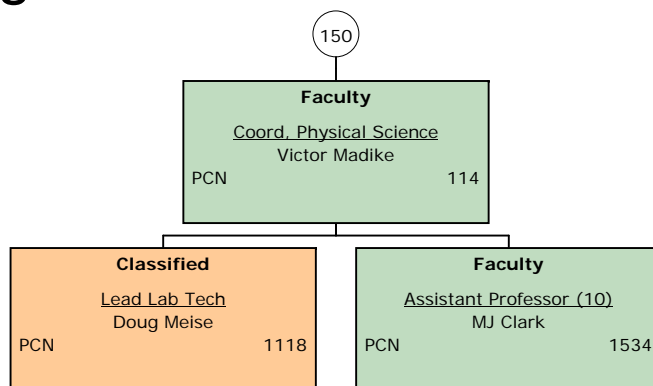 g
150
Faculty
Coord, Physical Science
Victor Madike
PCN 114
Classified
Lead Lab Tech
Doug Meise
PCN 1118
Faculty
Assistant Professor (10)
MJ Clark
PCN 1534